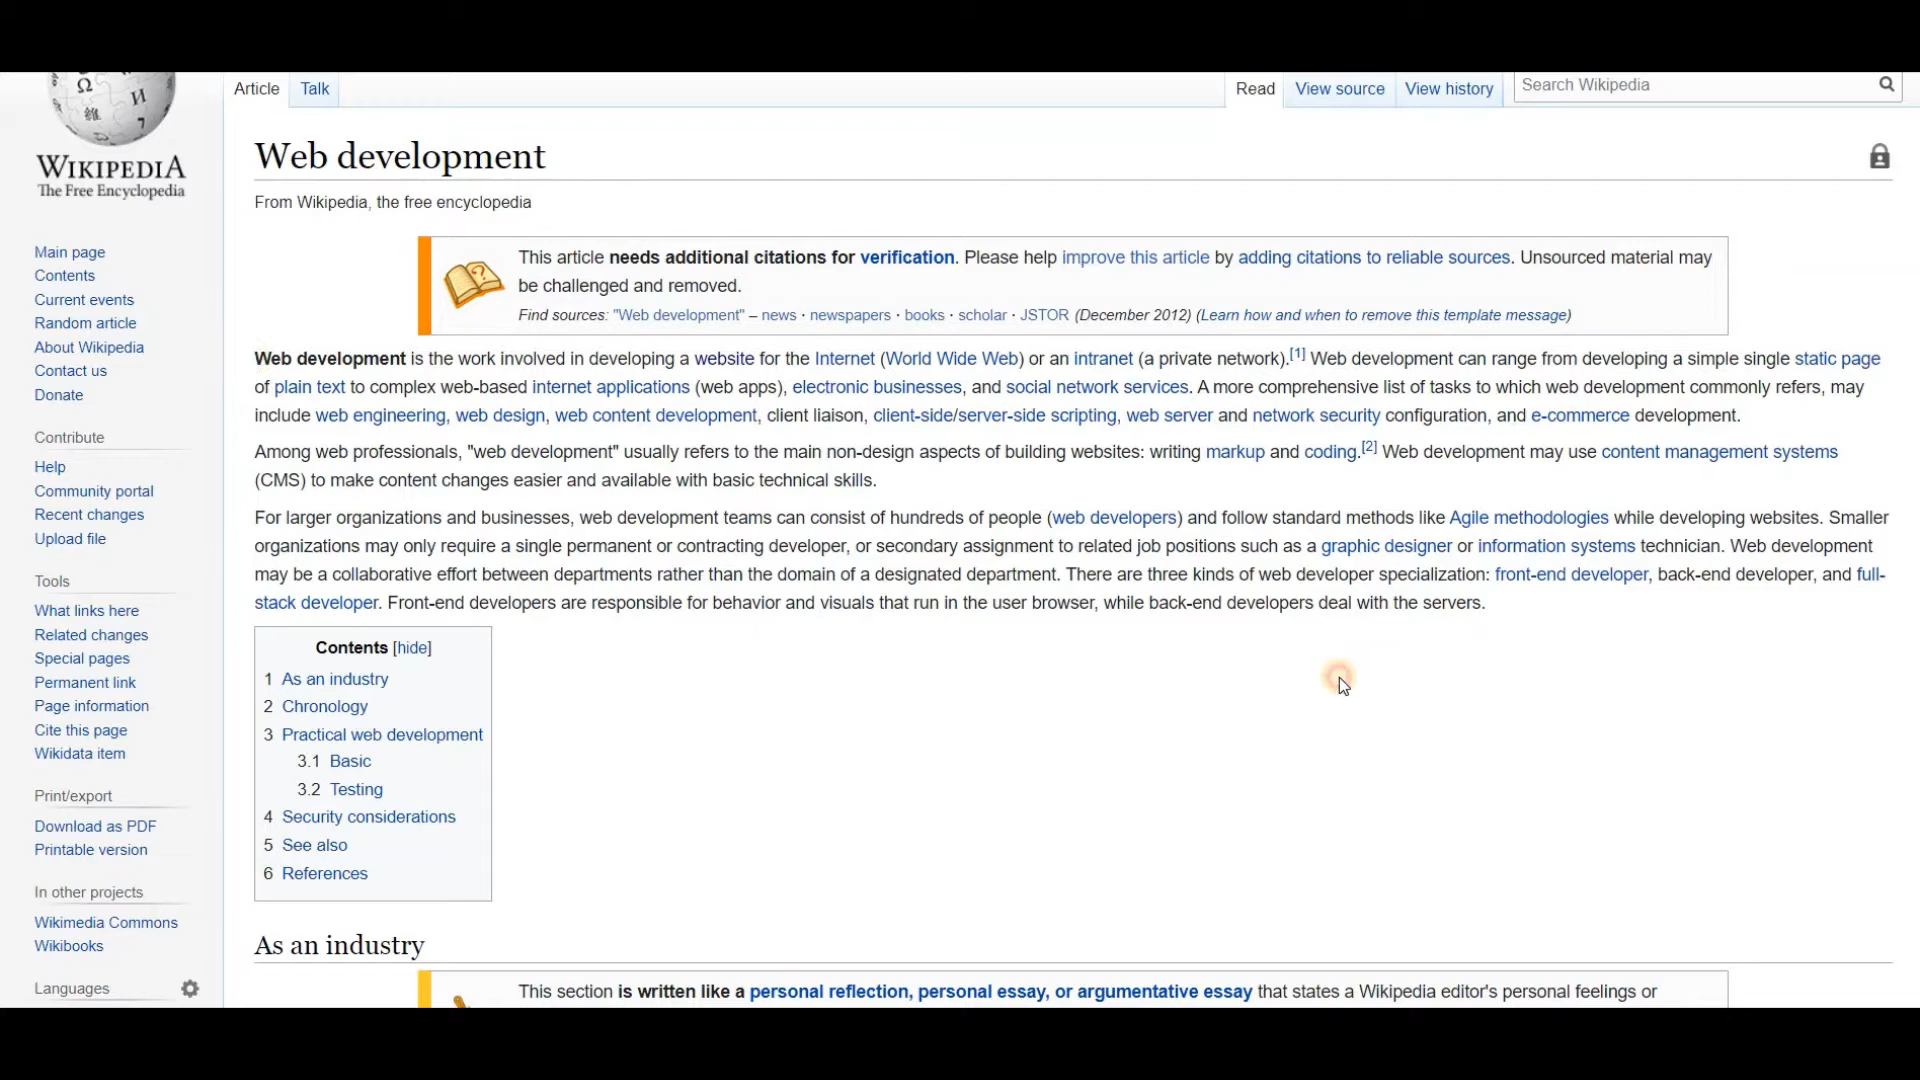 Ω
И
WIKIPEDIA
The Free Encyclopedia
Main page
Contents
Current events
Random article
About Wikipedia
Contact us
Donate
Contribute
Help
Community portal
Recent changes
Upload file
Tools
What links here
Related changes
Special pages
Permanent link
Page information
Cite this page
Wikidata item
Print/export
Download as PDF
Printable version
In other projects
Wikimedia Commons
Wikibooks
Languages
Article Talk
Read View source View history Search Wikipedia
Web development
From Wikipedia, the free encyclopedia
This article needs additional citations for verification. Please help improve this article by adding citations to reliable sources. Unsourced material may
be challenged and removed.
Find sources: "Web development" – news · newspapers · books · scholar · JSTOR (December 2012) (Learn how and when to remove this template message)
Web development is the work involved in developing a website for the Internet (World Wide Web) or an intranet (a private network).[1] Web development can range from developing a simple single static page
of plain text to complex web-based internet applications (web apps), electronic businesses, and social network services. A more comprehensive list of tasks to which web development commonly refers, may
include web engineering, web design, web content development, client liaison, client-side/server-side scripting, web server and network security configuration, and e-commerce development.
Among web professionals, "web development" usually refers to the main non-design aspects of building websites: writing markup and coding.[2] Web development may use content management systems
(CMS) to make content changes easier and available with basic technical skills.
For larger organizations and businesses, web development teams can consist of hundreds of people (web developers) and follow standard methods like Agile methodologies while developing websites. Smaller
organizations may only require a single permanent or contracting developer, or secondary assignment to related job positions such as a graphic designer or information systems technician. Web development
may be a collaborative effort between departments rather than the domain of a designated department. There are three kinds of web developer specialization: front-end developer, back-end developer, and full-
stack developer. Front-end developers are responsible for behavior and visuals that run in the user browser, while back-end developers deal with the servers.
Contents [hide]
1 As an industry
2 Chronology
3 Practical web development
3.1 Basic
3.2 Testing
4 Security considerations
5 See also
6 References
As an industry
This section is written like a personal reflection, personal essay, or argumentative essay that states a Wikipedia editor's personal feelings or